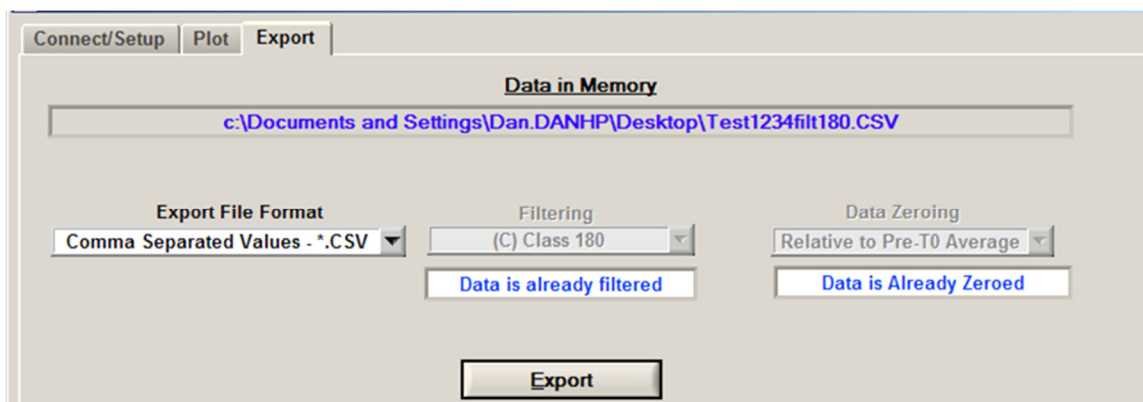 Connect/Setup Plot Export
Data in Memory
c:\Documents and Settings\Dan.DANHP\Desktop\Test1234filt180.CSV
Export File Format Filtering Data Zeroing
Comma Separated Values - *.CSV (C) Class 180 Relative to Pre-T0 Average
Data is already filtered Data is Already Zeroed
Export